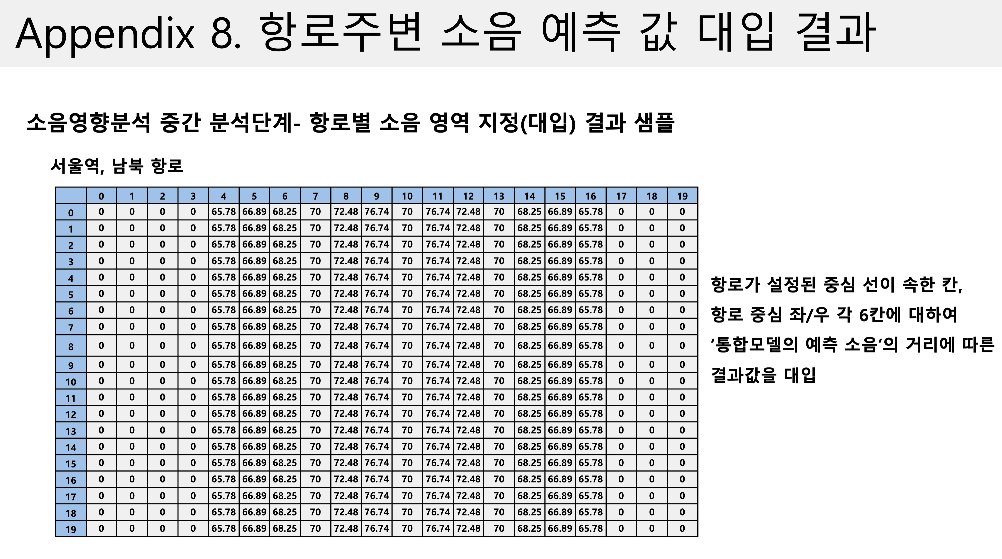 Appendix 8. 항로주변 소음 예측 값 대입 결과
소음영향분석 중간 분석단계- 항로별 소음 영역 지정(대입) 결과 샘플
서울역, 남북 항로
0 1 2 3 4 5 6 7 8 9 10 11 12 13 14 15 16 17 18 19
0 0 0 0 0 65.78 66.89 68.25 70 72.48 76.74 70 76.74 72.48 70 68.25 66.89 65.78 0 0 0
1 0 0 0 0 65.78 66.89 68.25 70 72.48 76.74 70 76.74 72.48 70 68.25 66.89 65.78 0 0 0
2 0 0 0 0 65.78 66.89 68.25 70 72.48 76.74 70 76.74 72.48 70 68.25 66.89 65.78 0 0 0
3 0 0 0 0 65.78 66.89 68.25 70 72.48 76.74 70 76.74 72.48 70 68.25 66.89 65.78 0 0 0
4 0 0 0 0 65.78 66.89 68.25 70 72.48 76.74 70 76.74 72.48 70 68.25 66.89 65.78 0 0 0
5 0 0 0 0 65.78 66.89 68.25 70 72.48 76.74 70 76.74 72.48 70 68.25 66.89 65.78 0 0 0
6 0 0 0 0 65.78 66.89 68.25 70 72.48 76.74 70 76.74 72.48 70 68.25 66.89 65.78 0 0 0
7 0 0 0 0 65.78 66.89 68.25 70 72.48 76.74 70 76.74 72.48 70 68.25 66.89 65.78 0 0 0
8 0 0 0 0 65.78 66.89 68.25 70 72.48 76.74 70 76.74 72.48 70 68.25 66.89 65.78 0 0 0
9 0 0 0 0 65.78 66.89 68.25 70 72.48 76.74 70 76.74 72.48 70 68.25 66.89 65.78 0 0 0
10 0 0 0 0 65.78 66.89 68.25 70 72.48 76.74 70 76.74 72.48 70 68.25 66.89 65.78 0 0 0
11 0 0 0 0 65.78 66.89 68.25 70 72.48 76.74 70 76.74 72.48 70 68.25 66.89 65.78 0 0 0
12 0 0 0 0 65.78 66.89 68.25 70 72.48 76.74 70 76.74 72.48 70 68.25 66.89 65.78 0 0 0
13 0 0 0 0 65.78 66.89 68.25 70 72.48 76.74 70 76.74 72.48 70 68.25 66.89 65.78 0 0 0
14 0 0 0 0 65.78 66.89 68.25 70 72.48 76.74 70 76.74 72.48 70 68.25 66.89 65.78 0 0 0
15 0 0 0 0 65.78 66.89 68.25 70 72.48 76.74 70 76.74 72.48 70 68.25 66.89 65.78 0 0 0
16 0 0 0 0 65.78 66.89 68.25 70 72.48 76.74 70 76.74 72.48 70 68.25 66.89 65.78 0 0 0
17 0 0 0 0 65.78 66.89 68.25 70 72.48 76.74 70 76.74 72.48 70 68.25 66.89 65.78 0 0 0
18 0 0 0 0 65.78 66.89 68.25 70 72.48 76.74 70 76.74 72.48 70 68.25 66.89 65.78 0 0 0
19 0 0 0 0 65.78 66.89 68.25 70 72.48 76.74 70 76.74 72.48 70 68.25 66.89 65.78 0 0 0
항로가 설정된 중심 선이 속한 칸,
항로 중심 좌/우 각 6칸에 대하여
'통합모델의 예측 소음'의 거리에 따른
결과값을 대입